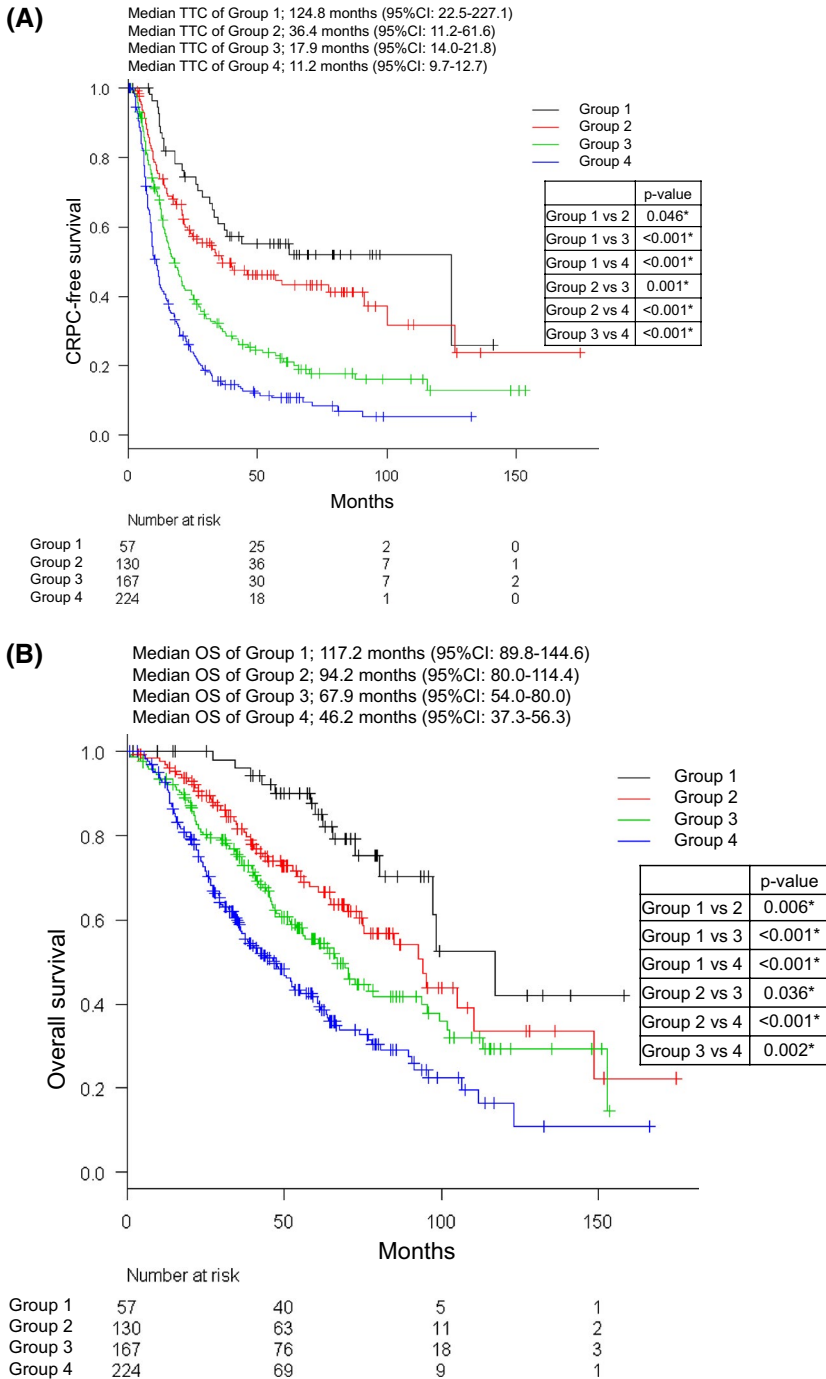 (A)
Median TTC of Group 1; 124.8 months (95%CI: 22.5-227.1)
Median TTC of Group 2; 36.4 months (95%CI: 11.2-61.6)
Median TTC of Group 3; 17.9 months (95%CI: 14.0-21.8)
Median TTC of Group 4; 11.2 months (95%CI: 9.7-12.7)
1.0
0.8
0.6
0.4
0.2
0.0
CRPC-free survival
Group 1
Group 2
Group 3
Group 4
p-value
Group 1 vs 2 0.046*
Group 1 vs 3 <0.001*
Group 1 vs 4 <0.001*
Group 2 vs 3 0.001*
Group 2 vs 4 <0.001*
Group 3 vs 4 <0.001*
0 50 100 150
Months
Number at risk
Group 1 57 25 2 0
Group 2 130 36 7 1
Group 3 167 30 7 2
Group 4 224 18 1 0
(B)
Median OS of Group 1; 117.2 months (95%CI: 89.8-144.6)
Median OS of Group 2; 94.2 months (95%CI: 80.0-114.4)
Median OS of Group 3; 67.9 months (95%CI: 54.0-80.0)
Median OS of Group 4; 46.2 months (95%CI: 37.3-56.3)
1.0
0.8
0.6
0.4
0.2
0.0
Overall survival
Group 1
Group 2
Group 3
Group 4
p-value
Group 1 vs 2 0.006*
Group 1 vs 3 <0.001*
Group 1 vs 4 <0.001*
Group 2 vs 3 0.036*
Group 2 vs 4 <0.001*
Group 3 vs 4 0.002*
0 50 100 150
Months
Number at risk
Group 1 57 40 5 1
Group 2 130 63 11 2
Group 3 167 76 18 3
Group 4 224 69 9 1